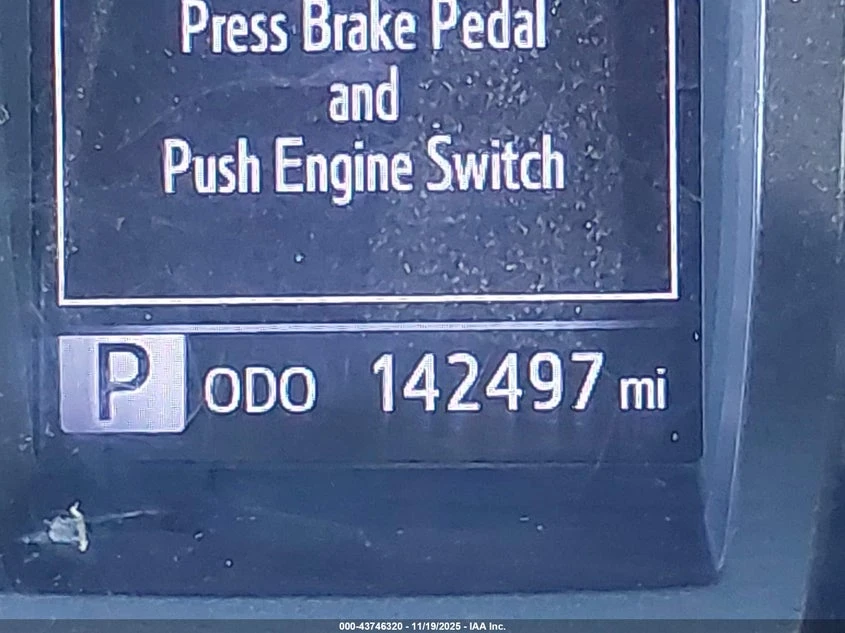 Press Brake Pedal
and
Push Engine Switch
P ODO 142497 mi
000-43746320 - 11/19/2025 - IAA Inc.